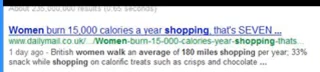 About 235,000,000 results (0.65 seconds)
Women burn 15,000 calories a year shopping, that's SEVEN ...
www.dailymail.co.uk/.../Women-burn-15-000-calories-year-shopping-thats...
1 day ago - British women walk an average of 180 miles shopping per year; 33%
snack while shopping on calorific treats such as crisps and chocolate ...